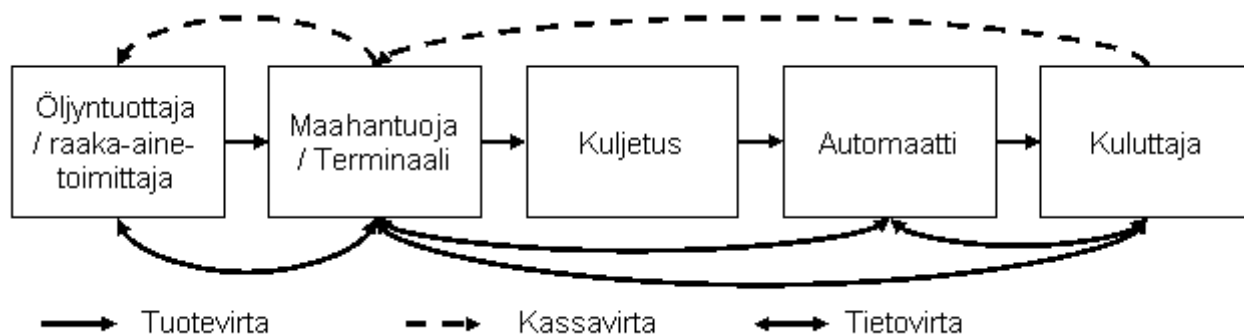 Öljyntuottaja
/ raaka-aine-
toimittaja
Maahantuoja
/ Terminaali
Kuljetus
Automaatti
Kuluttaja
Tuotevirta
Kassavirta
Tietovirta